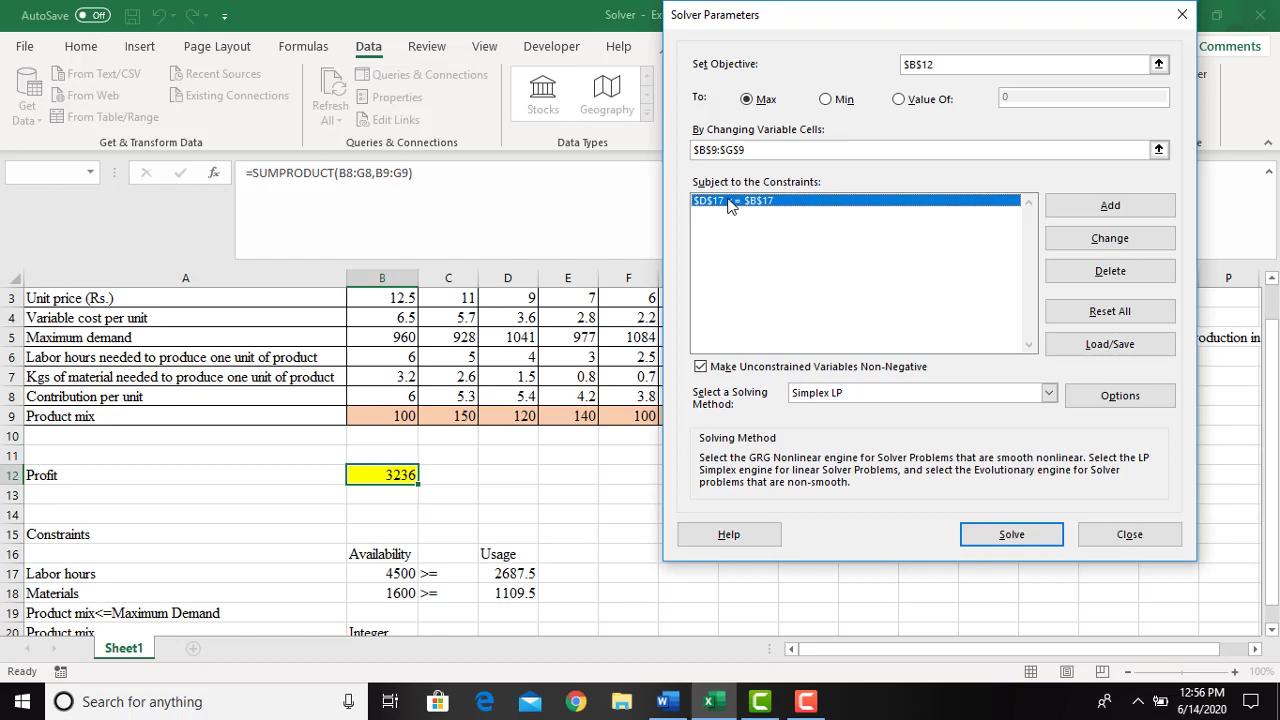 AutoSave Off Solver - Ex
File Home Insert Page Layout Formulas Data Review View Developer Help Comments
Get Data
From Text/CSV
From Web
From Table/Range
Recent Sources
Existing Connections
Get & Transform Data
Refresh All
Queries & Connections
Properties
Edit Links
Queries & Connections
Stocks Geography
Data Types
fx =SUMPRODUCT(B8:G8,B9:G9)
A B C D E F P
3 Unit price (Rs.) 12.5 11 9 7 6
4 Variable cost per unit 6.5 5.7 3.6 2.8 2.2
5 Maximum demand 960 928 1041 977 1084 oduction in
6 Labor hours needed to produce one unit of product 6 5 4 3 2.5
7 Kgs of material needed to produce one unit of product 3.2 2.6 1.5 0.8 0.7
8 Contribution per unit 6 5.3 5.4 4.2 3.8
9 Product mix 100 150 120 140 100
10
11
12 Profit 3236
13
14
15 Constraints
16 Availability Usage
17 Labor hours 4500 >= 2687.5
18 Materials 1600 >= 1109.5
19 Product mix<=Maximum Demand
20 Product mix Integer
Sheet1
Ready 100%
Solver Parameters
Set Objective: $B$12
To: Max Min Value Of: 0
By Changing Variable Cells:
$B$9:$G$9
Subject to the Constraints:
$D$17 <= $B$17
Add
Change
Delete
Reset All
Load/Save
Make Unconstrained Variables Non-Negative
Select a Solving Method: Simplex LP Options
Solving Method
Select the GRG Nonlinear engine for Solver Problems that are smooth nonlinear. Select the LP
Simplex engine for linear Solver Problems, and select the Evolutionary engine for Solver
problems that are non-smooth.
Help Solve Close
Search for anything
12:56 PM
6/14/2020